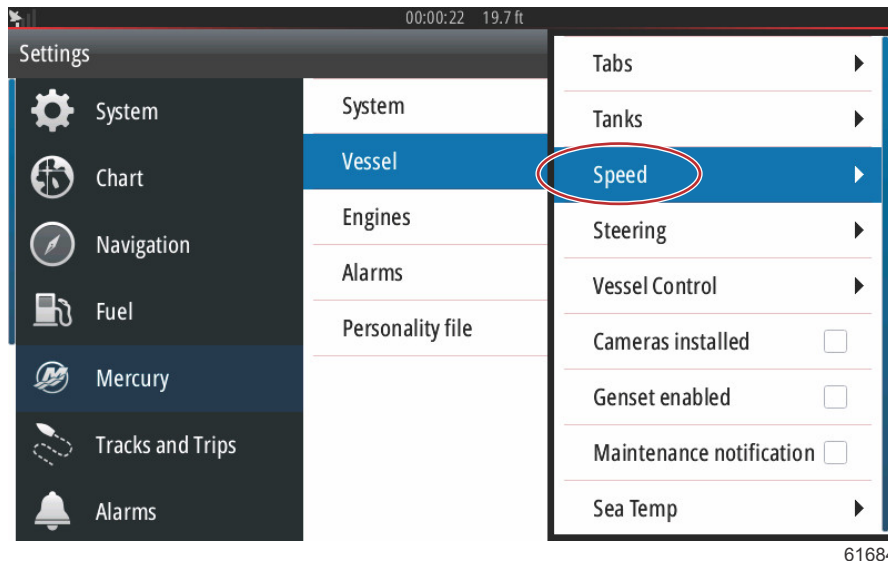 00:00:22 19.7 ft
Settings
System
Chart
Navigation
Fuel
Mercury
Tracks and Trips
Alarms
System
Vessel
Engines
Alarms
Personality file
Tabs
Tanks
Speed
Steering
Vessel Control
Cameras installed
Genset enabled
Maintenance notification
Sea Temp